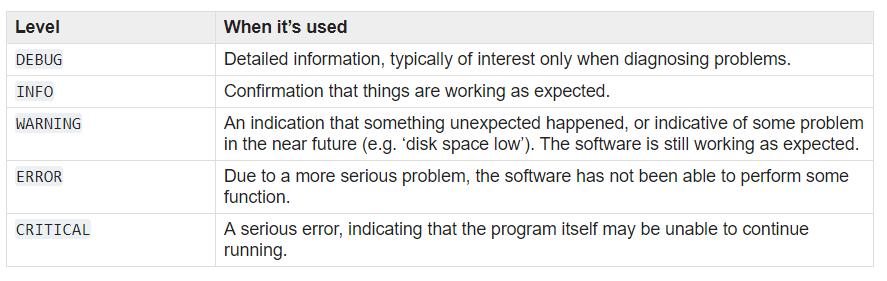 Level When it’s used
DEBUG Detailed information, typically of interest only when diagnosing problems.
INFO Confirmation that things are working as expected.
WARNING An indication that something unexpected happened, or indicative of some problem
in the near future (e.g. ‘disk space low’). The software is still working as expected.
ERROR Due to a more serious problem, the software has not been able to perform some
function.
CRITICAL A serious error, indicating that the program itself may be unable to continue
running.